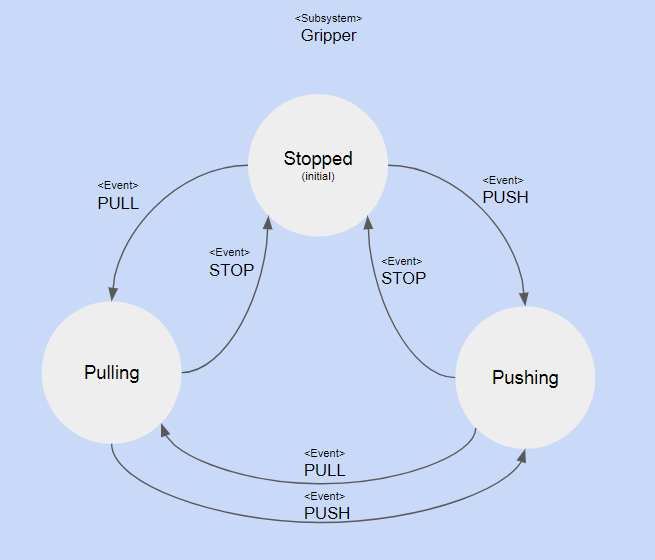 <Subsystem>
Gripper
Stopped
(initial)
<Event>
PULL
<Event>
PUSH
<Event>
STOP
<Event>
STOP
Pulling
Pushing
<Event>
PULL
<Event>
PUSH